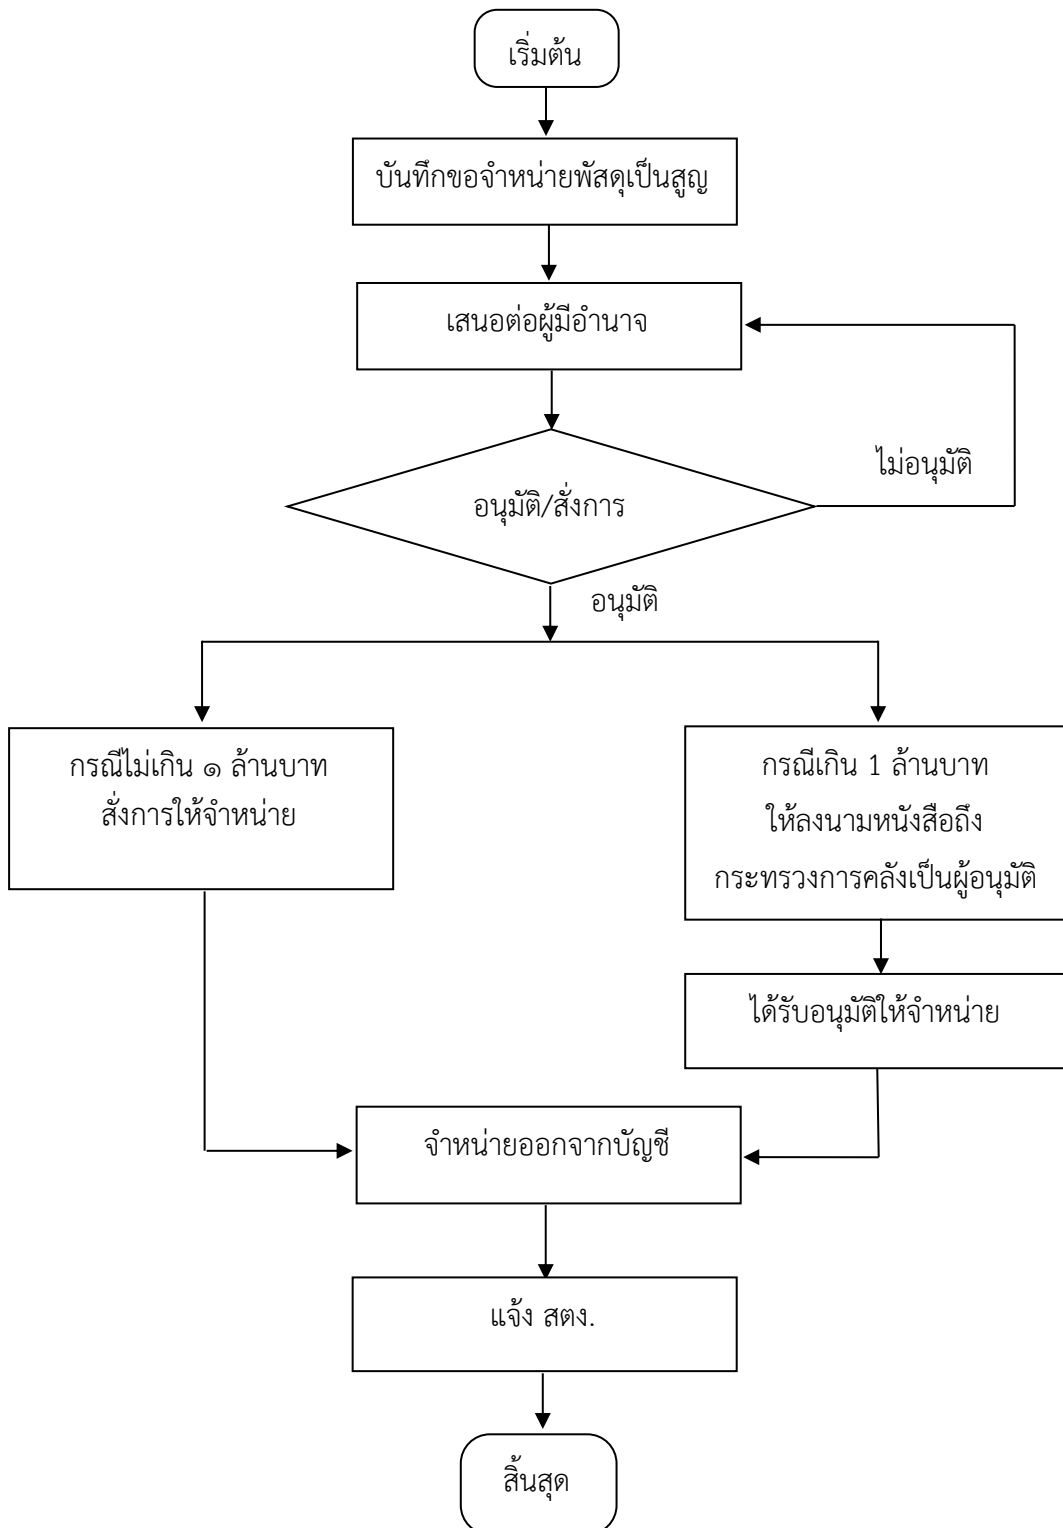 เริ่มต้น
บันทึกขอจำหน่ายพัสดุเป็นสูญ
เสนอต่อผู้มีอำนาจ
ไม่อนุมัติ
อนุมัติ/สั่งการ
อนุมัติ
กรณีไม่เกิน ๑ ล้านบาท
สั่งการให้จำหน่าย
กรณีเกิน 1 ล้านบาท
ให้ลงนามหนังสือถึง
กระทรวงการคลังเป็นผู้อนุมัติ
ได้รับอนุมัติให้จำหน่าย
จำหน่ายออกจากบัญชี
แจ้ง สตง.
สิ้นสุด